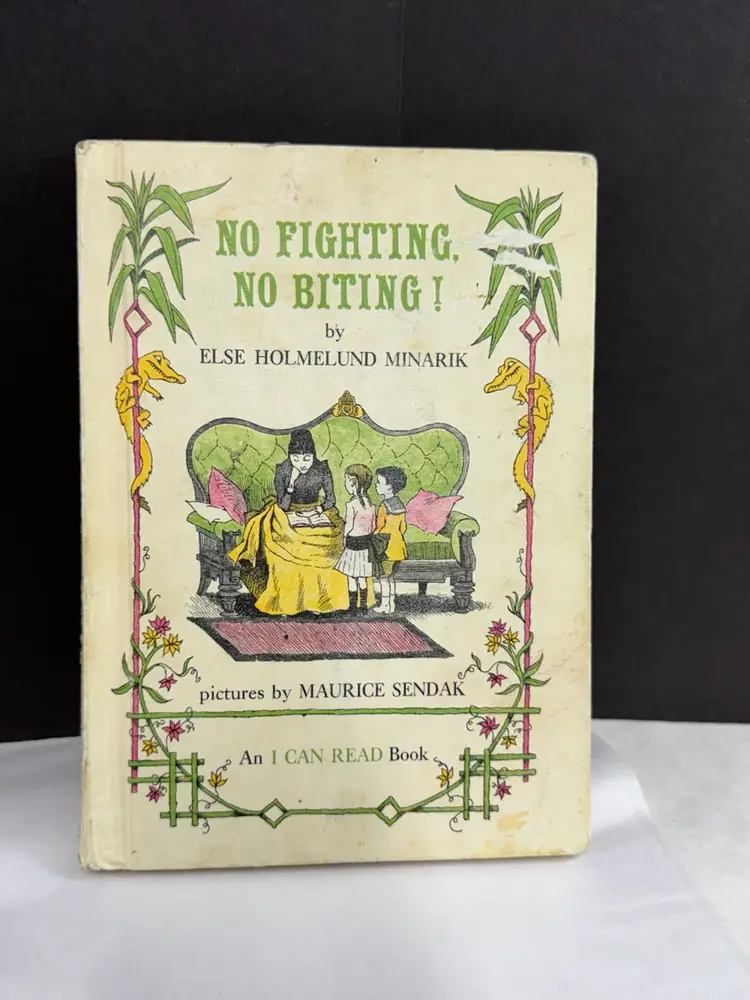 NO FIGHTING,
NO BITING!
by
ELSE HOLMELUND MINARIK
pictures by MAURICE SENDAK
An I CAN READ Book